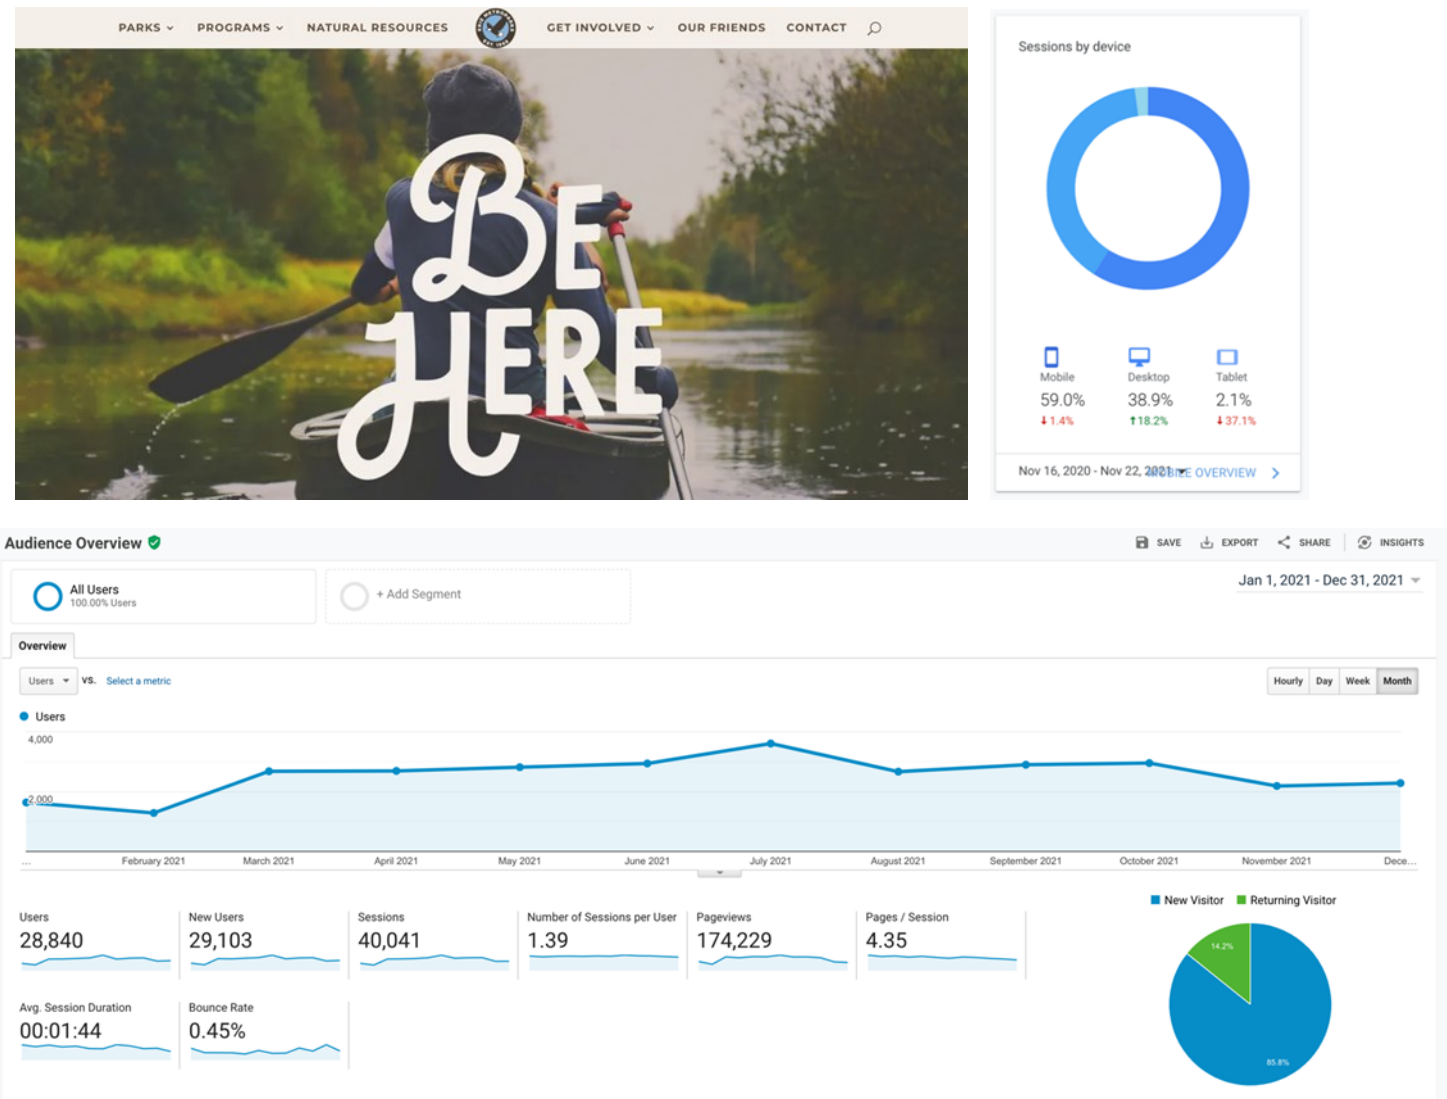 PARKS PROGRAMS NATURAL RESOURCES GET INVOLVED OUR FRIENDS CONTACT
BE
HERE
Sessions by device
Mobile Desktop Tablet
59.0% 38.9% 2.1%
1.4% 18.2% 37.1%
Nov 16, 2020 - Nov 22, 2021 MOBILE OVERVIEW
Audience Overview
SAVE EXPORT SHARE INSIGHTS
All Users
100.00% Users
+ Add Segment
Jan 1, 2021 - Dec 31, 2021
Overview
Users VS. Select a metric
Hourly Day Week Month
Users
4,000
2,000
... February 2021 March 2021 April 2021 May 2021 June 2021 July 2021 August 2021 September 2021 October 2021 November 2021 Dece...
New Visitor Returning Visitor
Users New Users Sessions Number of Sessions per User Pageviews Pages / Session
28,840 29,103 40,041 1.39 174,229 4.35
14.2%
Avg. Session Duration Bounce Rate
00:01:44 0.45%
85.8%